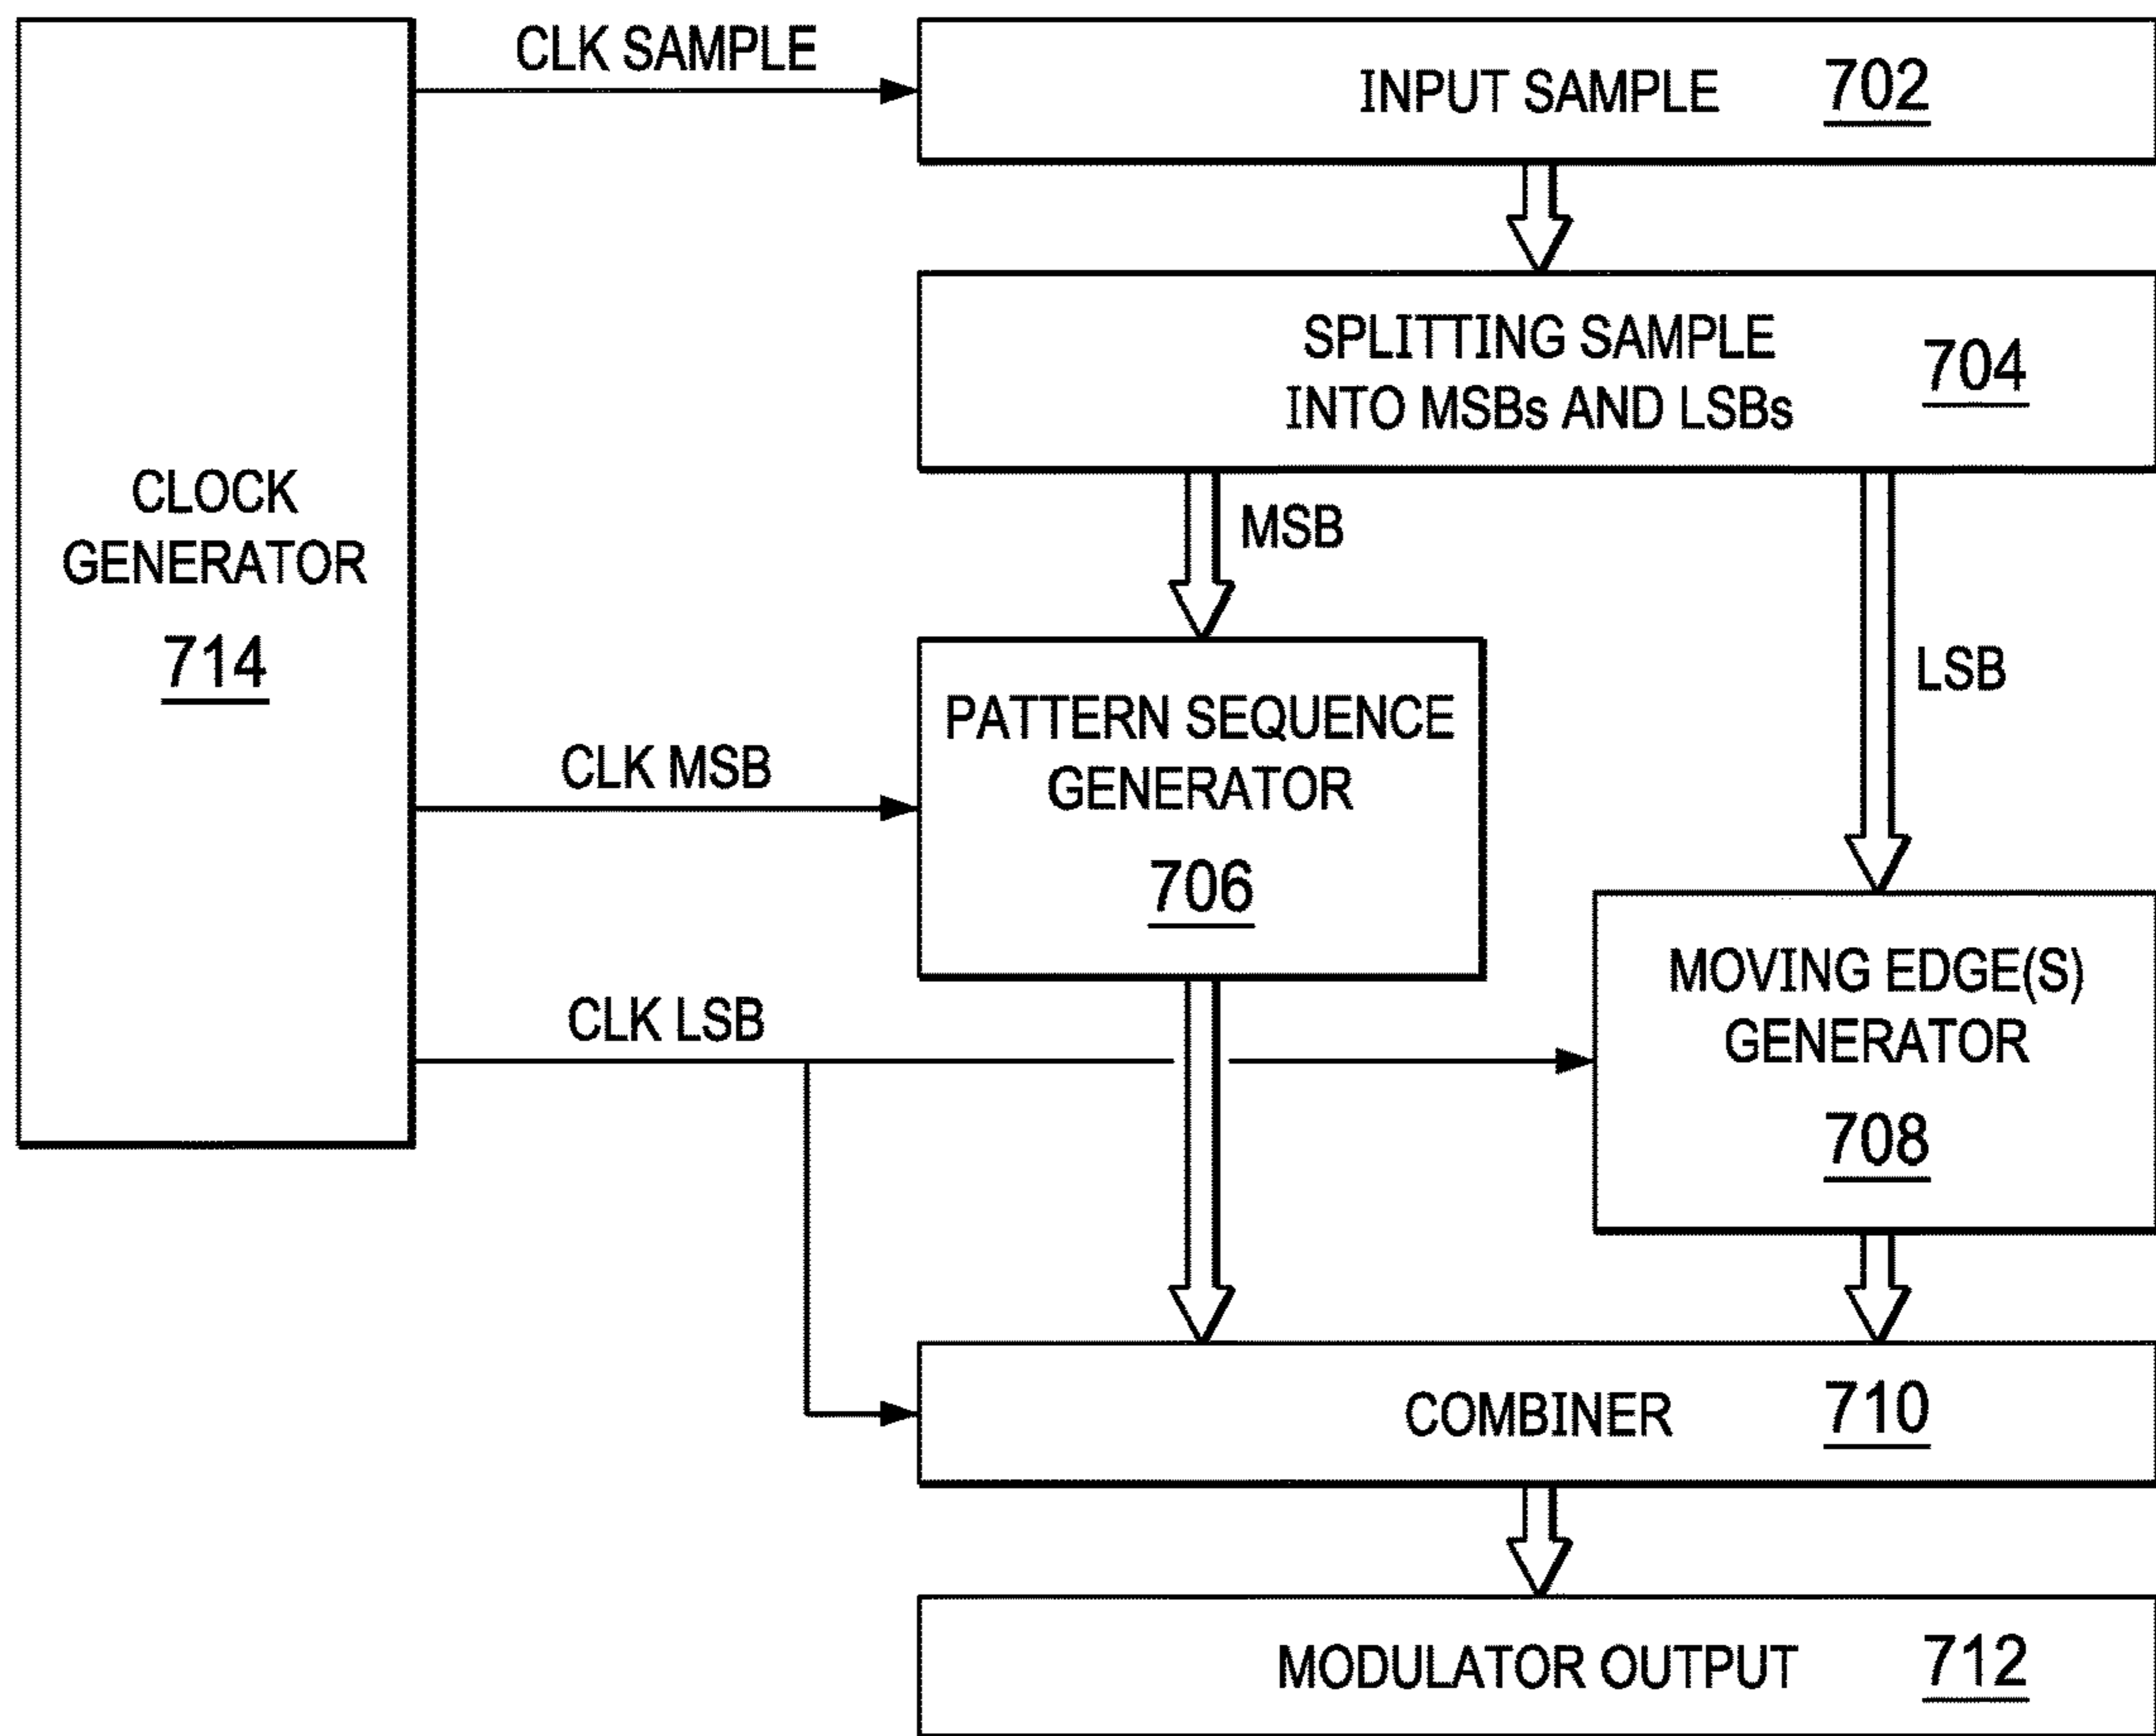 CLK SAMPLE
INPUT SAMPLE 702
SPLITTING SAMPLE
INTO MSBs AND LSBs
704
CLOCK
GENERATOR
714
MSB
LSB
CLK MSB
PATTERN SEQUENCE
GENERATOR
706
CLK LSB
MOVING EDGE(S)
GENERATOR
708
COMBINER 710
MODULATOR OUTPUT 712